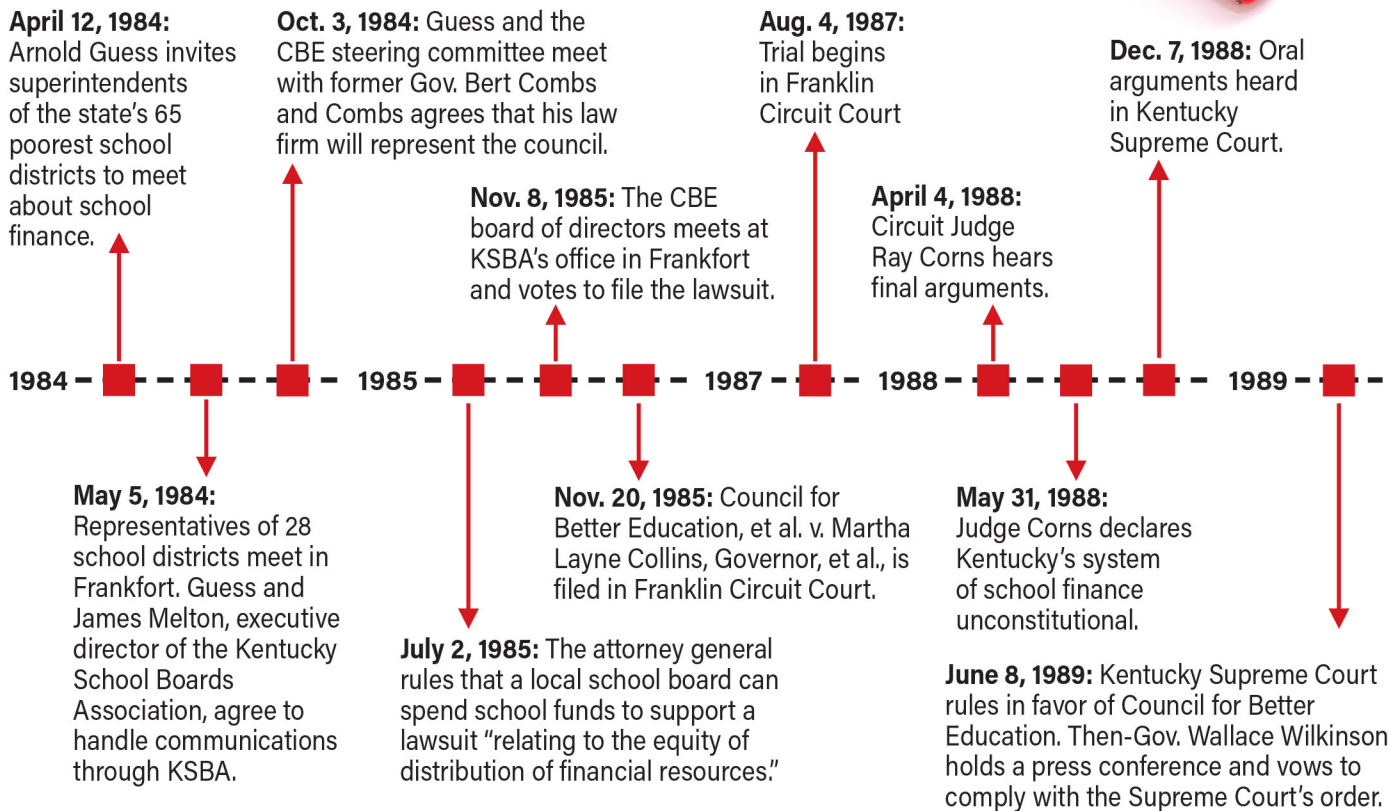 April 12, 1984:
Arnold Guess invites
superintendents
of the state’s 65
poorest school
districts to meet
about school
finance.
Oct. 3, 1984: Guess and the
CBE steering committee meet
with former Gov. Bert Combs
and Combs agrees that his law
firm will represent the council.
Nov. 8, 1985: The CBE
board of directors meets at
KSBA’s office in Frankfort
and votes to file the lawsuit.
Aug. 4, 1987:
Trial begins
in Franklin
Circuit Court
April 4, 1988:
Circuit Judge
Ray Corns hears
final arguments.
Dec. 7, 1988: Oral
arguments heard
in Kentucky
Supreme Court.
1984
1985
1987
1988
1989
May 5, 1984:
Representatives of 28
school districts meet in
Frankfort. Guess and
James Melton, executive
director of the Kentucky
School Boards
Association, agree to
handle communications
through KSBA.
July 2, 1985: The attorney general
rules that a local school board can
spend school funds to support a
lawsuit “relating to the equity of
distribution of financial resources.”
Nov. 20, 1985: Council for
Better Education, et al. v. Martha
Layne Collins, Governor, et al., is
filed in Franklin Circuit Court.
May 31, 1988:
Judge Corns declares
Kentucky’s system
of school finance
unconstitutional.
June 8, 1989: Kentucky Supreme Court
rules in favor of Council for Better
Education. Then-Gov. Wallace Wilkinson
holds a press conference and vows to
comply with the Supreme Court’s order.